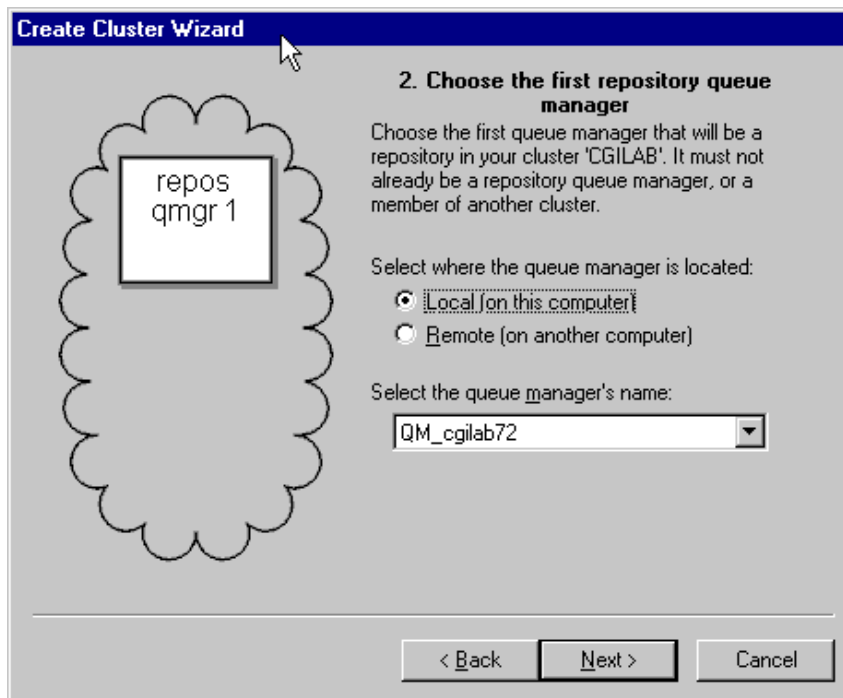 Create Cluster Wizard
repos
qmgr 1
2. Choose the first repository queue
manager
Choose the first queue manager that will be a
repository in your cluster 'CGILAB'. It must not
already be a repository queue manager, or a
member of another cluster.
Select where the queue manager is located:
Local (on this computer)
Remote (on another computer)
Select the queue manager's name:
QM_cgilab72
< Back
Next >
Cancel